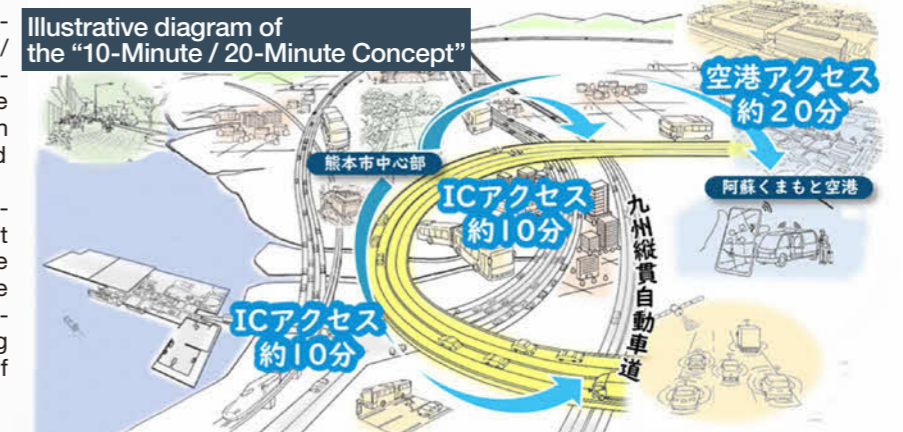 Illustrative diagram of
the “10-Minute / 20-Minute Concept”
空港アクセス
約20分
熊本市中心部
阿蘇くまもと空港
ICアクセス
約10分
九州縦貫自動車道
ICアクセス
約10分